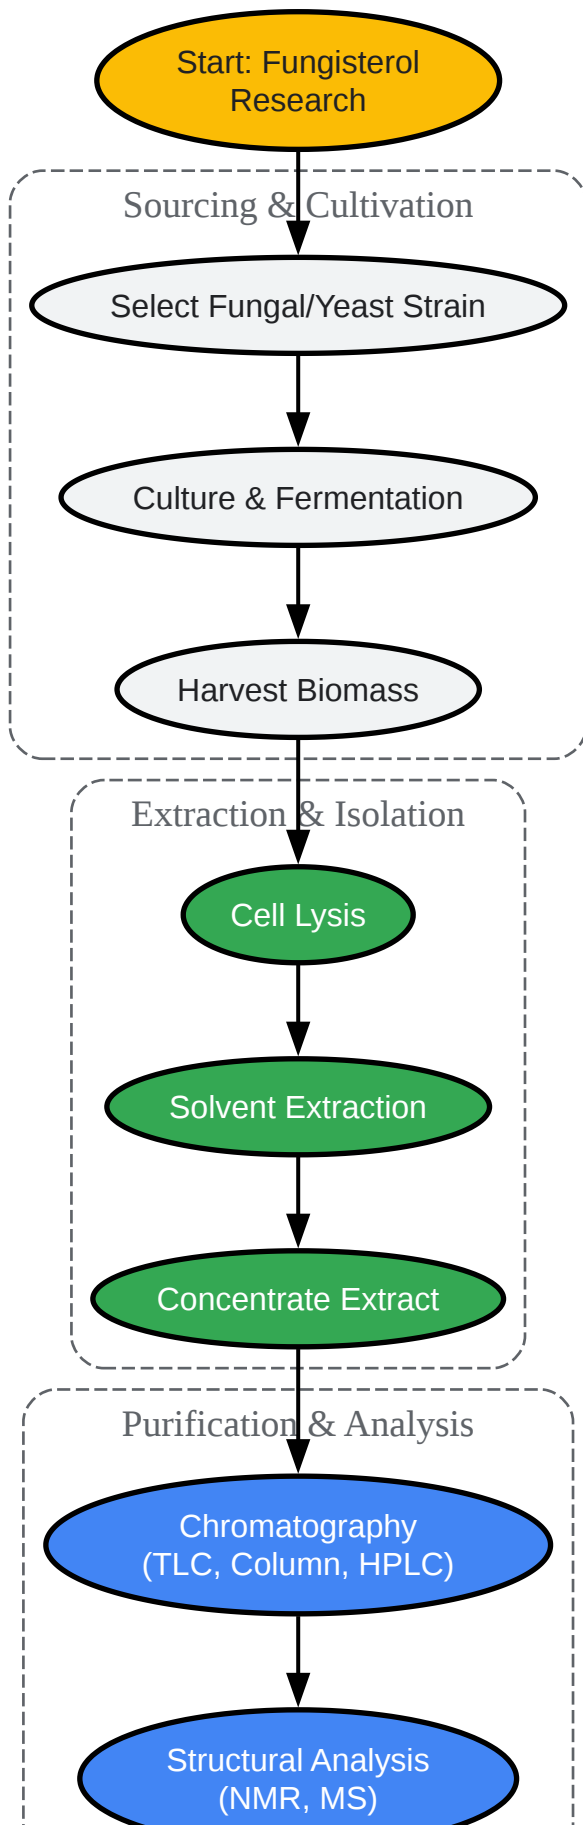 Start: Fungisterol
Research
Sourcing & Cultivation
Select Fungal/Yeast Strain
Culture & Fermentation
Harvest Biomass
Extraction & Isolation
Cell Lysis
Solvent Extraction
Concentrate Extract
Purification & Analysis
Chromatography
(TLC, Column, HPLC)
Structural Analysis
(NMR, MS)